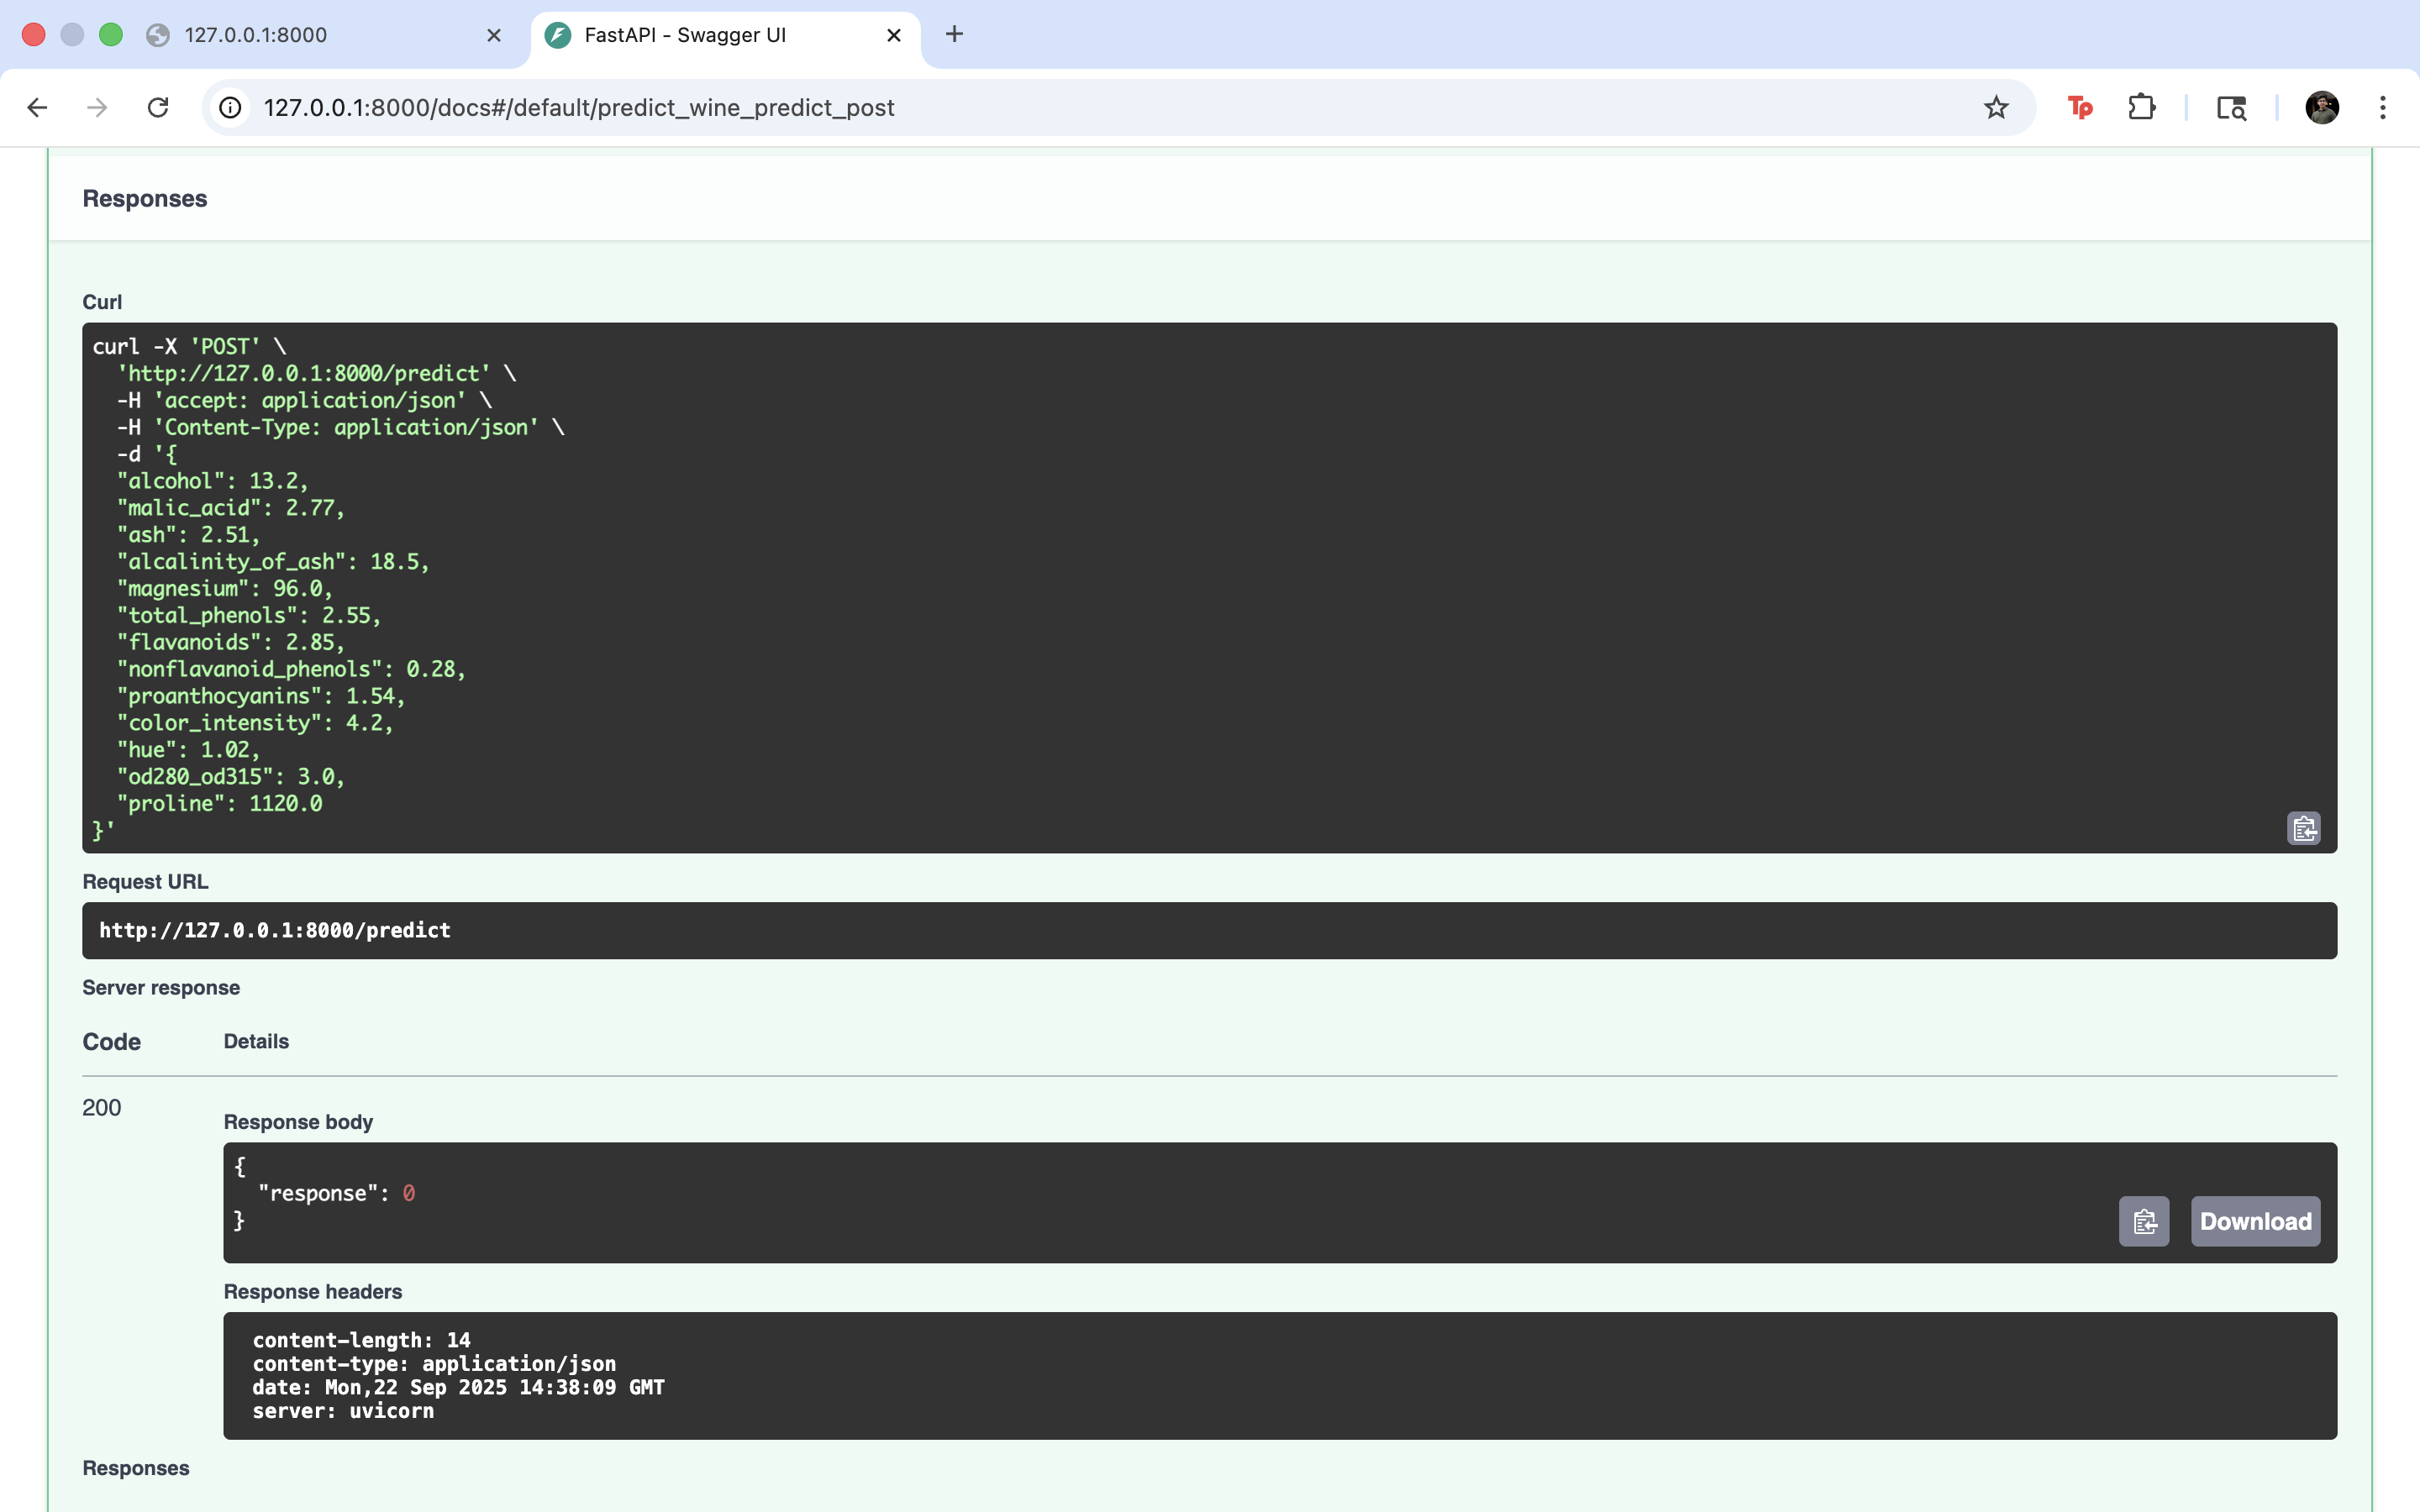 127.0.0.1:8000
FastAPI - Swagger UI
127.0.0.1:8000/docs#/default/predict_wine_predict_post
Tp
Responses
Curl
curl -X 'POST' \
  'http://127.0.0.1:8000/predict' \
  -H 'accept: application/json' \
  -H 'Content-Type: application/json' \
  -d '{
  "alcohol": 13.2,
  "malic_acid": 2.77,
  "ash": 2.51,
  "alcalinity_of_ash": 18.5,
  "magnesium": 96.0,
  "total_phenols": 2.55,
  "flavanoids": 2.85,
  "nonflavanoid_phenols": 0.28,
  "proanthocyanins": 1.54,
  "color_intensity": 4.2,
  "hue": 1.02,
  "od280_od315": 3.0,
  "proline": 1120.0
}'
Request URL
http://127.0.0.1:8000/predict
Server response
Code Details
200
Response body
{
  "response": 0
}
Download
Response headers
content-length: 14
content-type: application/json
date: Mon,22 Sep 2025 14:38:09 GMT
server: uvicorn
Responses